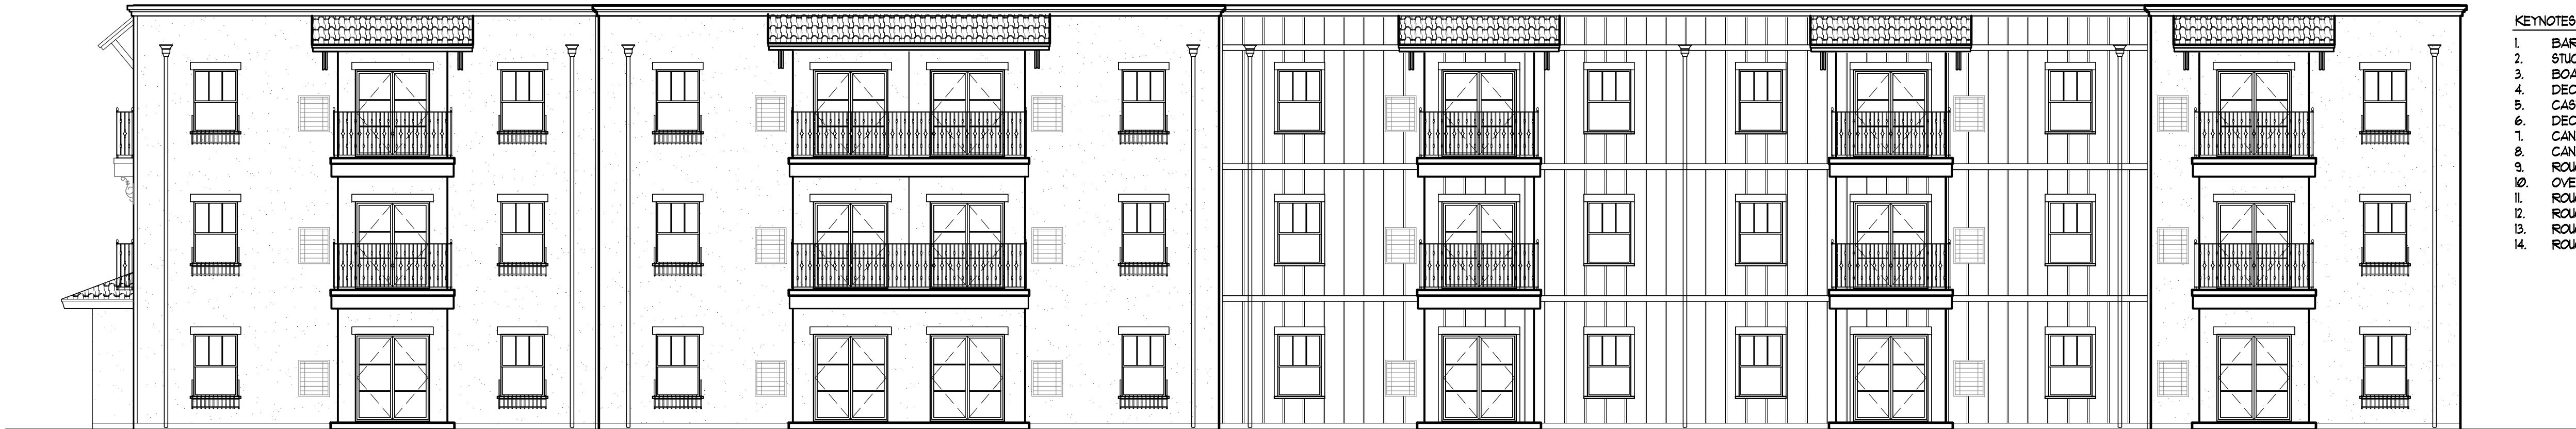 KEYNOTES
1. BAR
2. STUC
3. BOA
4. DEC
5. CAS
6. DEC
7. CAN
8. CAN
9. ROU
10. OVE
11. ROU
12. ROU
13. ROU
14. ROU